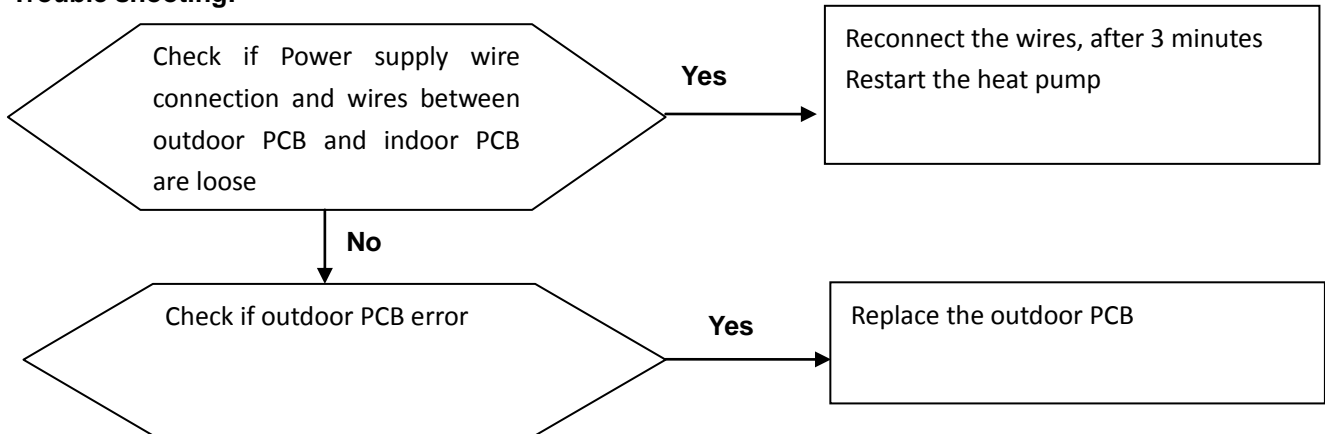 Check if Power supply wire
connection and wires between
outdoor PCB and indoor PCB
are loose
Yes
Reconnect the wires, after 3 minutes
Restart the heat pump
No
Check if outdoor PCB error
Yes
Replace the outdoor PCB